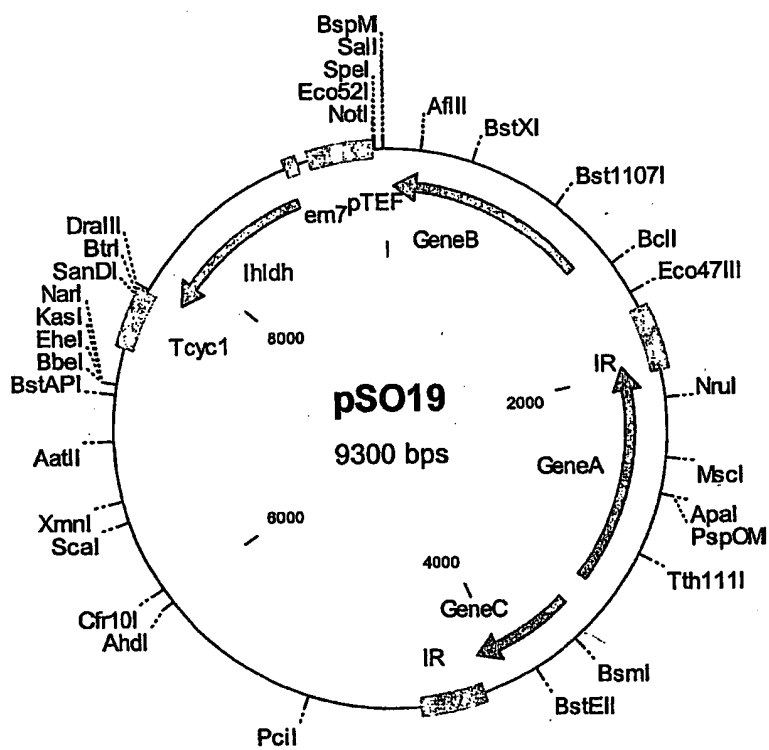 BspMI
SalI
SpeI
Eco52I
NotI
AflII
BstXI
Bst1107I
BclI
Eco47III
NruI
MscI
ApaI
PspOMI
Tth111I
BsmI
BstEII
PciI
AhdI
Cfr10I
ScaI
XmnI
AatII
BstAPI
BbeI
EheI
KasI
NarI
SanDI
BtrI
DraIII
em7
pTEF
GeneB
lhldh
Tcyc1
8000
IR
2000
pSO19
9300 bps
GeneA
6000
4000
GeneC
IR